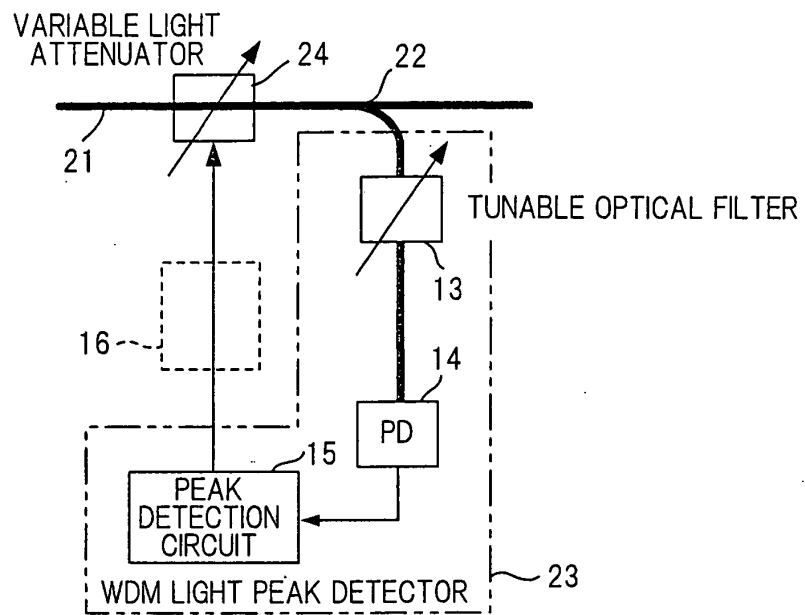 VARIABLE LIGHT
ATTENUATOR
24
22
21
TUNABLE OPTICAL FILTER
13
16
14
PD
15
PEAK
DETECTION
CIRCUIT
WDM LIGHT PEAK DETECTOR
23